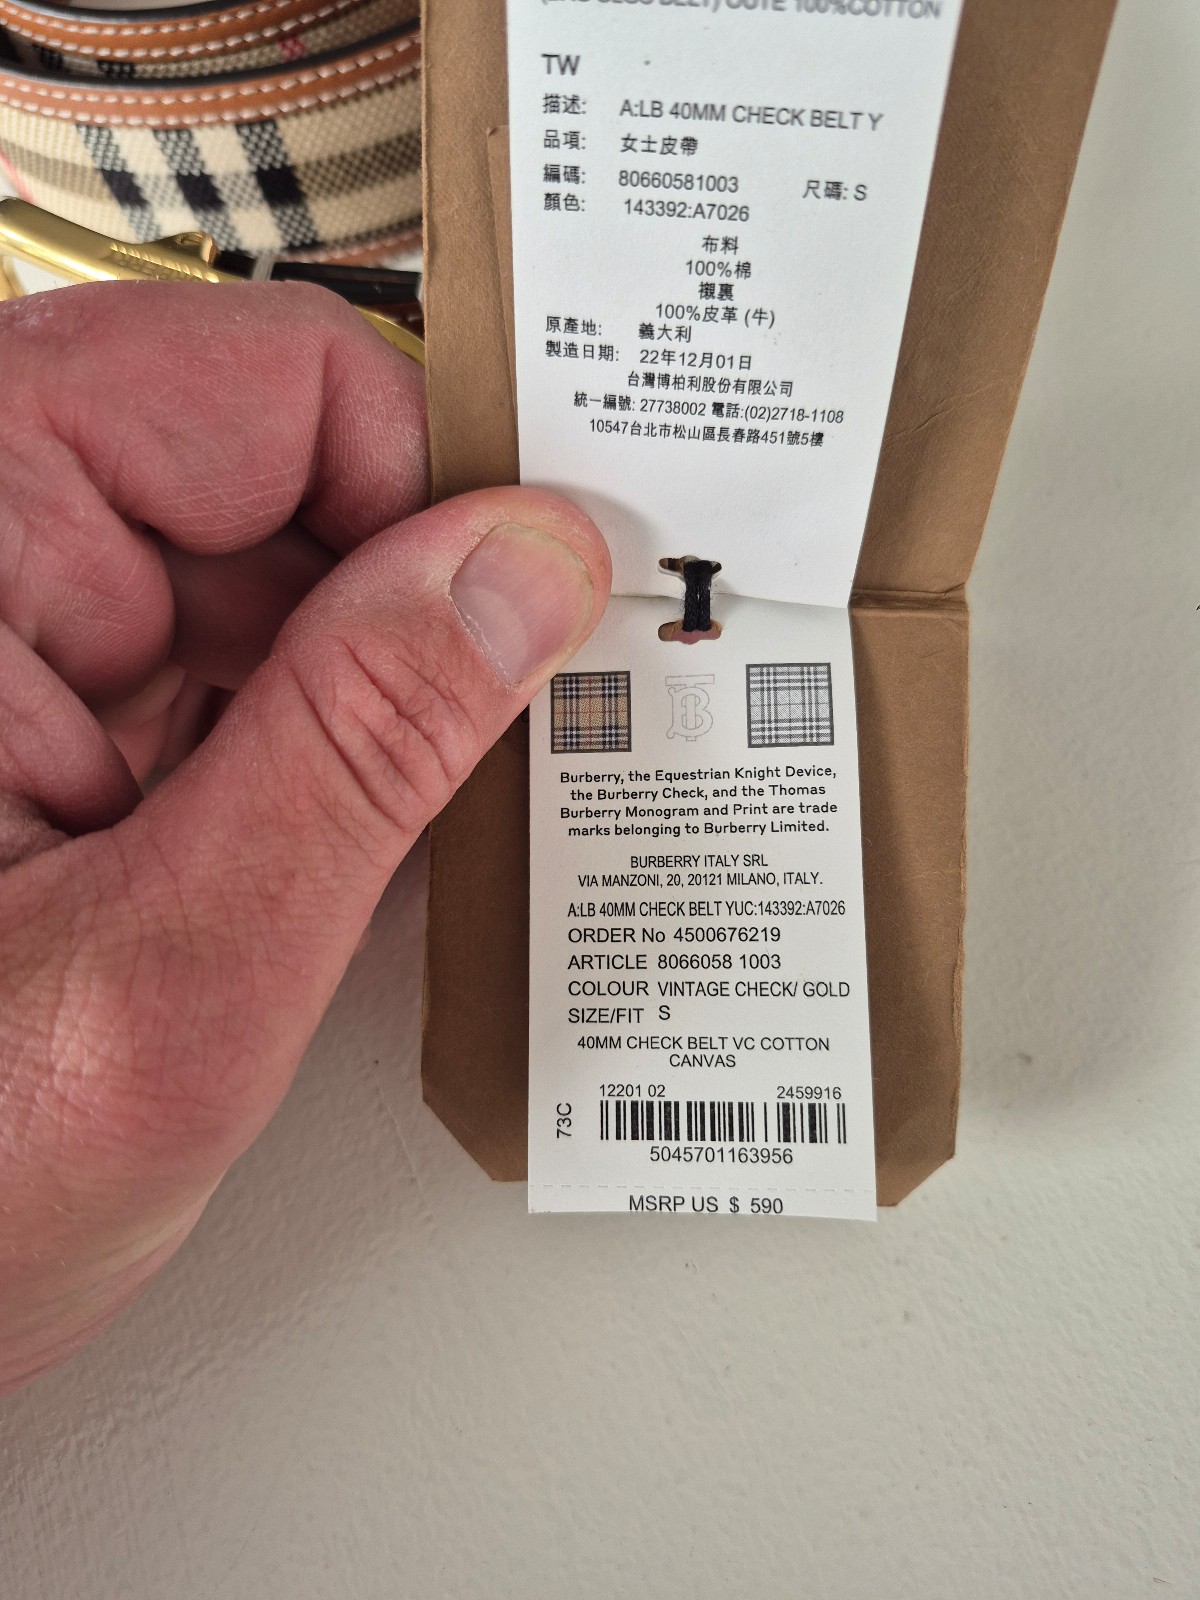 (END SEGS BELT) OUTE 100%COTTON
TW
描述: A:LB 40MM CHECK BELT Y
品項: 女士皮帶
編碼: 80660581003 尺碼: S
顏色: 143392:A7026
布料
100%棉
襯裏
100%皮革 (牛)
原產地: 義大利
製造日期: 22年12月01日
台灣博柏利股份有限公司
統一編號: 27738002 電話:(02)2718-1108
10547台北市松山區長春路451號5樓
Burberry, the Equestrian Knight Device,
the Burberry Check, and the Thomas
Burberry Monogram and Print are trade
marks belonging to Burberry Limited.
BURBERRY ITALY SRL
VIA MANZONI, 20, 20121 MILANO, ITALY.
A:LB 40MM CHECK BELT YUC:143392:A7026
ORDER No 4500676219
ARTICLE 8066058 1003
COLOUR VINTAGE CHECK/ GOLD
SIZE/FIT S
40MM CHECK BELT VC COTTON
CANVAS
12201 02 2459916
73C
5045701163956
MSRP US $ 590